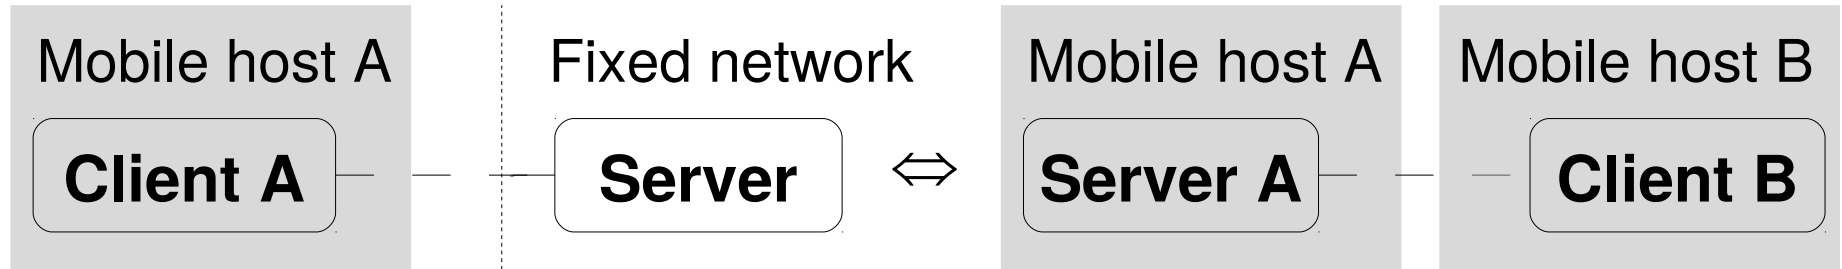 Mobile host A Fixed network Mobile host A Mobile host B
Client A Server ⇔ Server A Client B